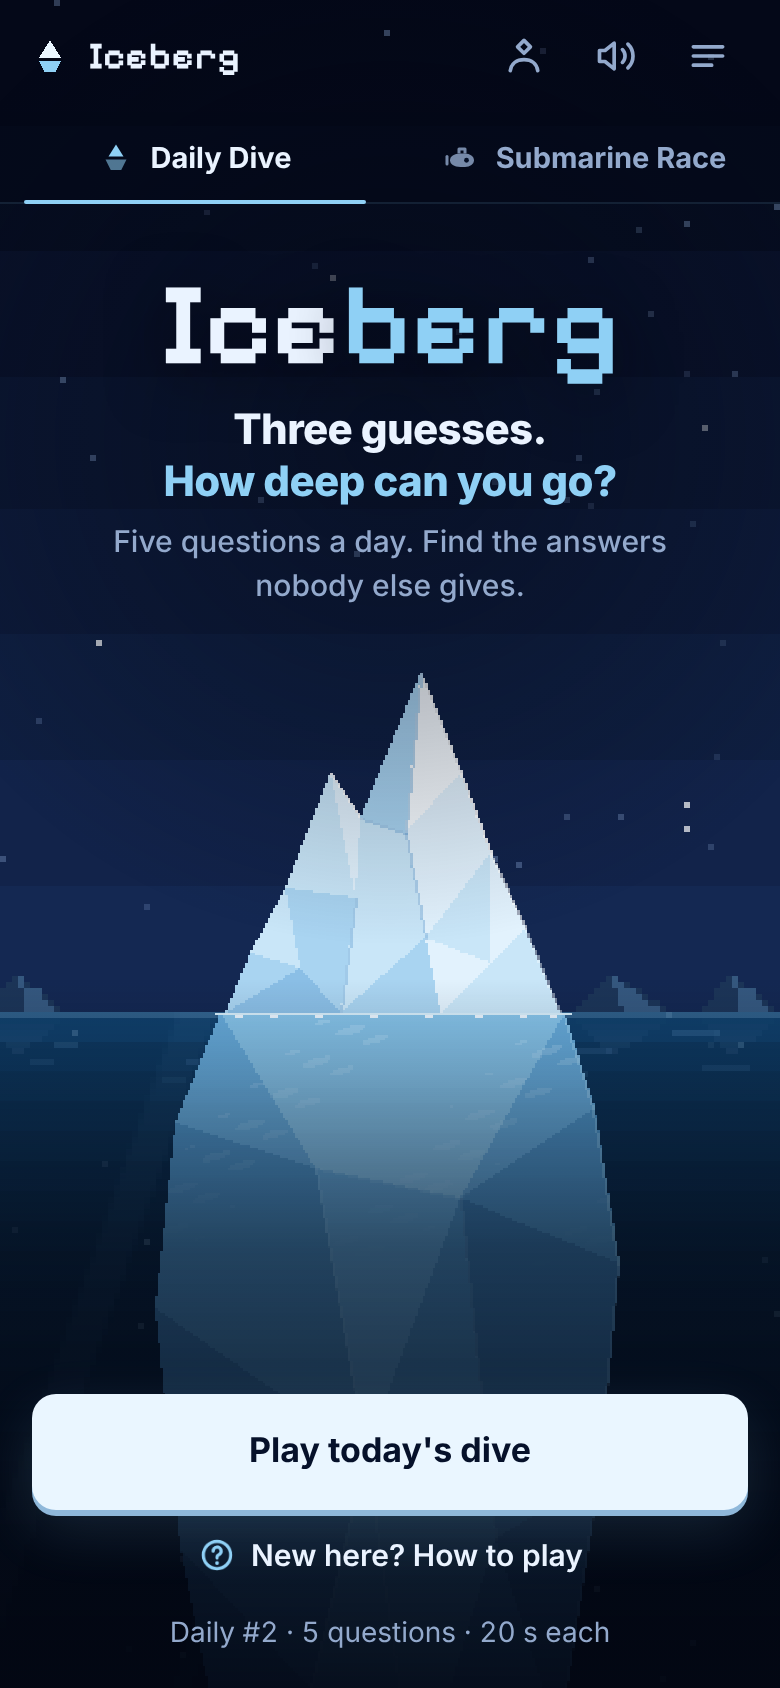 Iceberg
Daily Dive
Submarine Race
Iceberg
Three guesses.
How deep can you go?
Five questions a day. Find the answers
nobody else gives.
Play today's dive
New here? How to play
Daily #2 · 5 questions · 20 s each